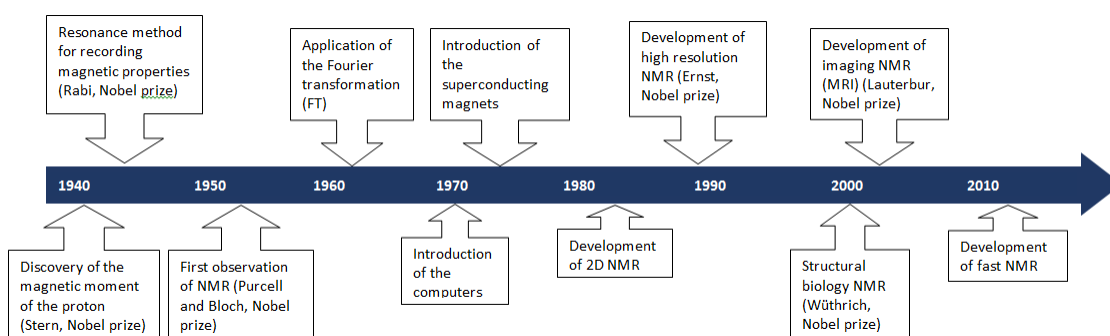 Resonance method
for recording
magnetic properties
(Rabi, Nobel prize)
Application of
the Fourier
transformation
(FT)
Introduction of
the
superconducting
magnets
Development of
high resolution
NMR (Ernst,
Nobel prize)
Development of
imaging NMR
(MRI) (Lauterbur,
Nobel prize)
1940 1950 1960 1970 1980 1990 2000 2010
Discovery of the
magnetic moment
of the proton
(Stern, Nobel prize)
First observation
of NMR (Purcell
and Bloch, Nobel
prize)
Introduction
of the
computers
Development
of 2D NMR
Structural
biology NMR
(Wüthrich,
Nobel prize)
Development
of fast NMR